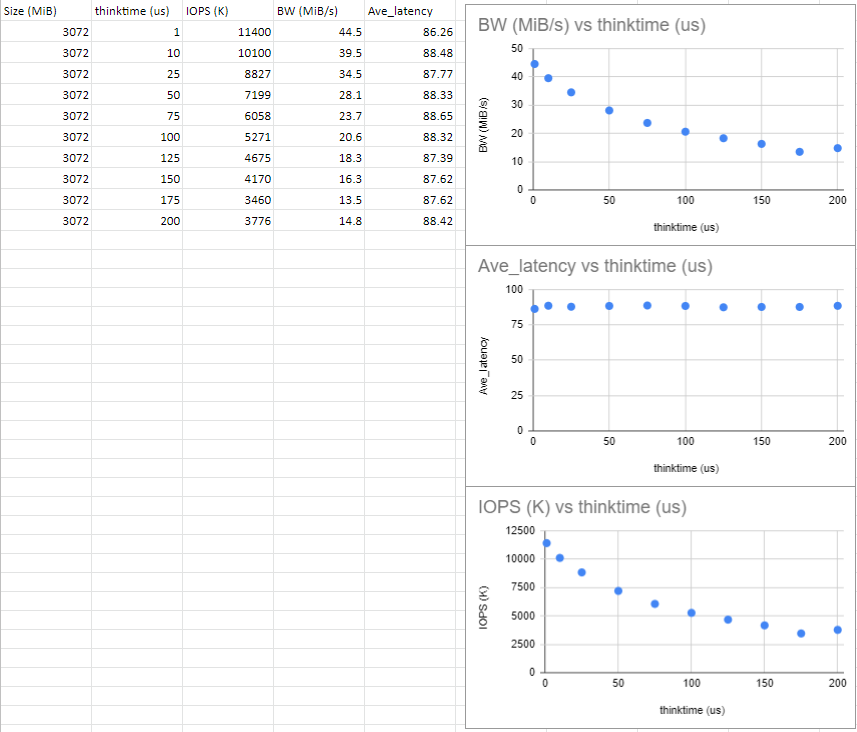 Size (MiB) thinktime (us) IOPS (K) BW (MiB/s) Ave_latency
3072 1 11400 44.5 86.26
3072 10 10100 39.5 88.48
3072 25 8827 34.5 87.77
3072 50 7199 28.1 88.33
3072 75 6058 23.7 88.65
3072 100 5271 20.6 88.32
3072 125 4675 18.3 87.39
3072 150 4170 16.3 87.62
3072 175 3460 13.5 87.62
3072 200 3776 14.8 88.42
BW (MiB/s) vs thinktime (us)
BW (MiB/s)
50
40
30
20
10
0
0 50 100 150 200
thinktime (us)
Ave_latency vs thinktime (us)
Ave_latency
100
75
50
25
0
0 50 100 150 200
thinktime (us)
IOPS (K) vs thinktime (us)
IOPS (K)
12500
10000
7500
5000
2500
0
0 50 100 150 200
thinktime (us)